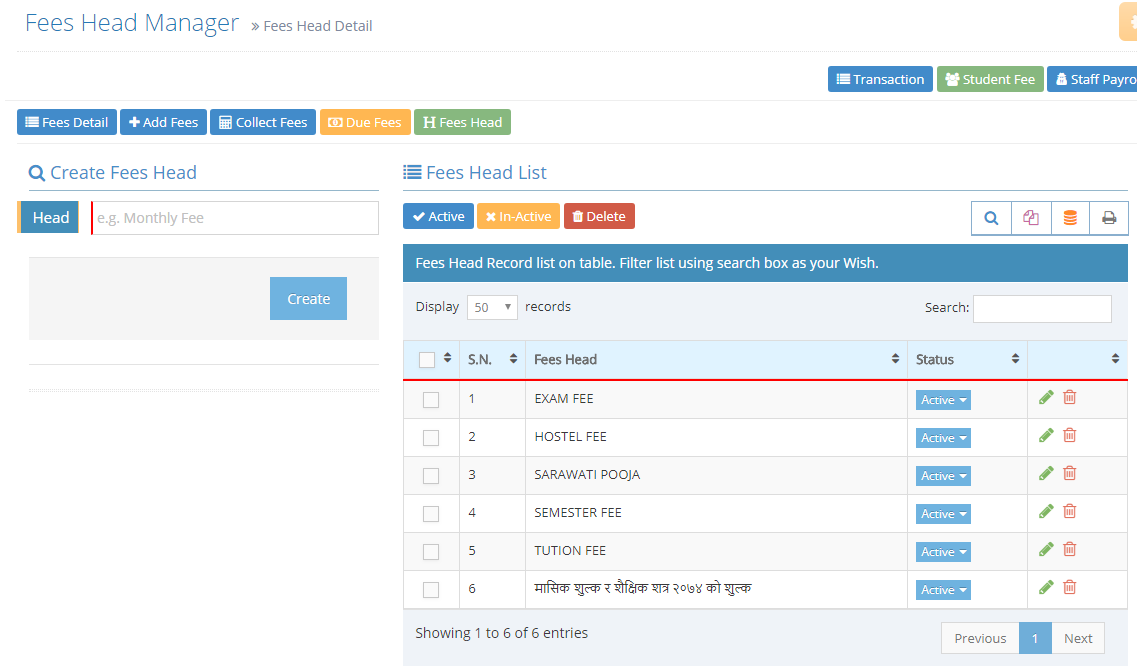 Fees Head Manager » Fees Head Detail
Transaction Student Fee Staff Payro
Fees Detail Add Fees Collect Fees Due Fees H Fees Head
Create Fees Head
Head e.g. Monthly Fee
Create
Fees Head List
Active In-Active Delete
Fees Head Record list on table. Filter list using search box as your Wish.
Display 50 records Search:
S.N. Fees Head Status
1 EXAM FEE Active
2 HOSTEL FEE Active
3 SARAWATI POOJA Active
4 SEMESTER FEE Active
5 TUTION FEE Active
6 मासिक शुल्क र शैक्षिक शत्र २०७४ को शुल्क Active
Showing 1 to 6 of 6 entries Previous 1 Next